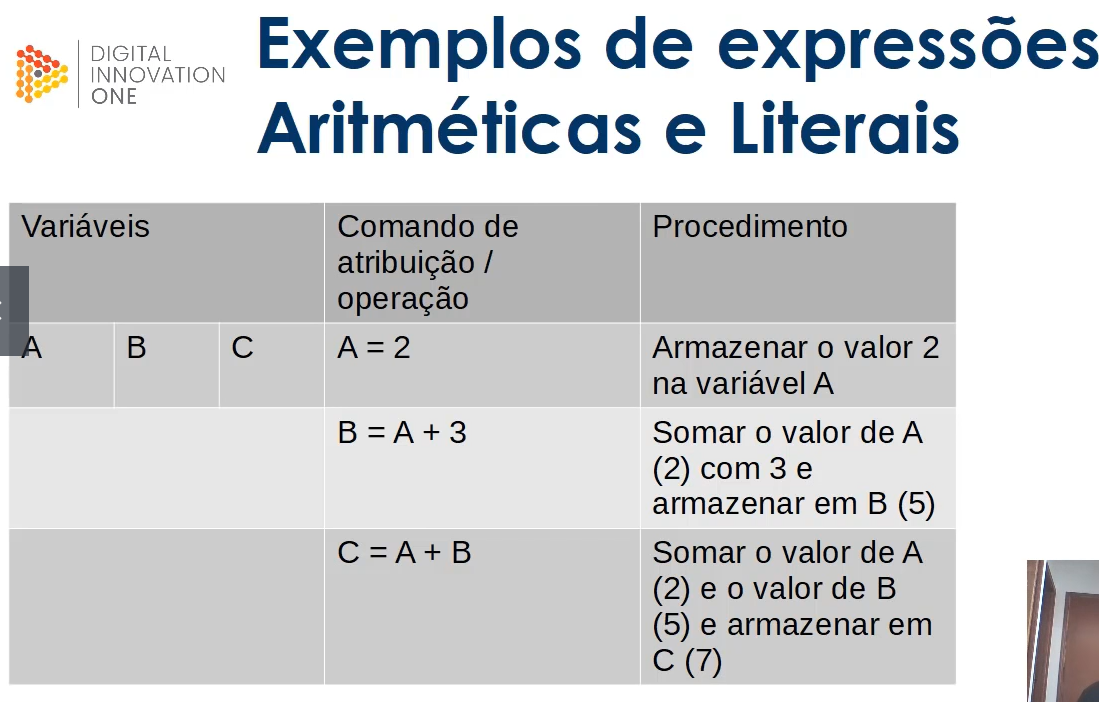 DIGITAL
INNOVATION
ONE
Exemplos de expressões
Aritméticas e Literais
Variáveis
Comando de
atribuição /
operação
Procedimento
A
B
C
A = 2
Armazenar o valor 2
na variável A
B = A + 3
Somar o valor de A
(2) com 3 e
armazenar em B (5)
C = A + B
Somar o valor de A
(2) e o valor de B
(5) e armazenar em
C (7)